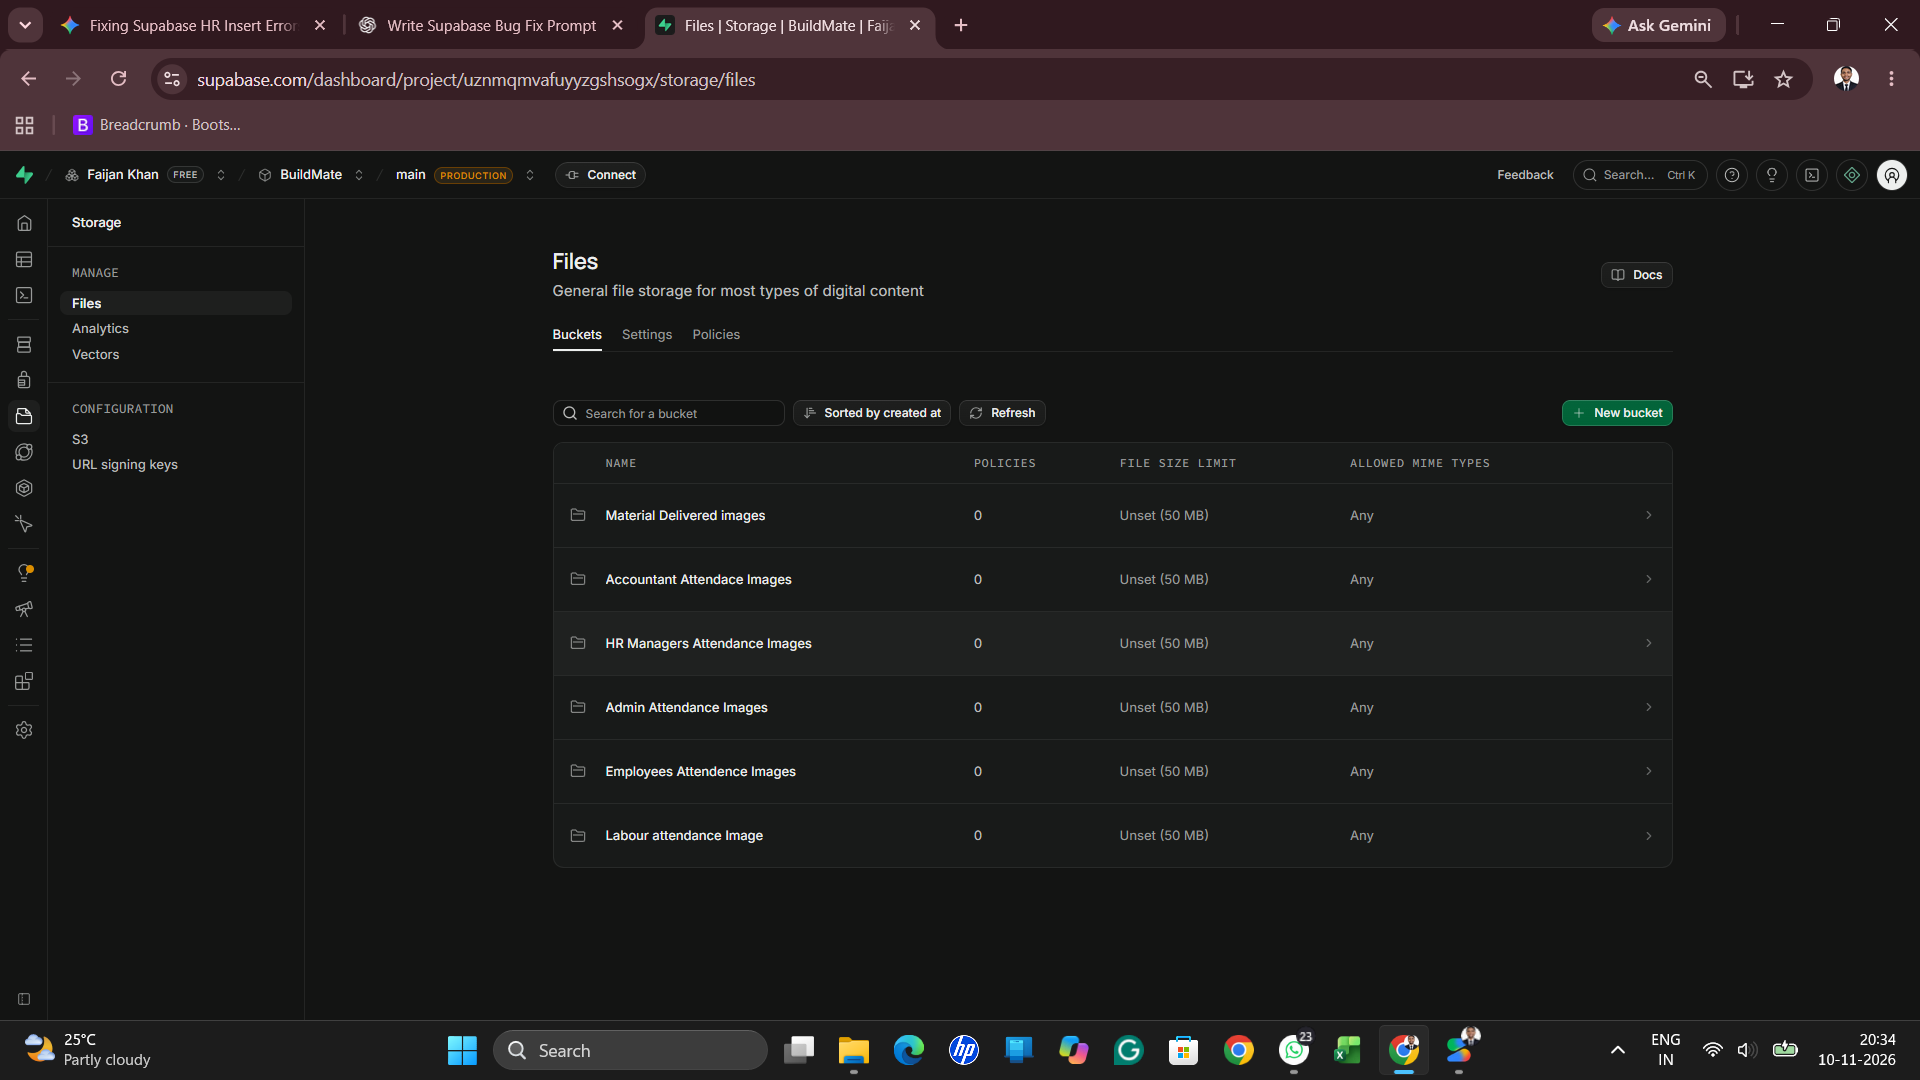 Fixing Supabase HR Insert Error
Write Supabase Bug Fix Prompt
Files | Storage | BuildMate | Faij
Ask Gemini
supabase.com/dashboard/project/uznmqmvafuyyzgshsogx/storage/files
B Breadcrumb · Boots...
Faijan Khan FREE
BuildMate
main PRODUCTION
Connect
Feedback
Search... Ctrl K
Storage
MANAGE
Files
Analytics
Vectors
CONFIGURATION
S3
URL signing keys
Files
General file storage for most types of digital content
Docs
Buckets Settings Policies
Search for a bucket Sorted by created at Refresh New bucket
NAME POLICIES FILE SIZE LIMIT ALLOWED MIME TYPES
Material Delivered images 0 Unset (50 MB) Any
Accountant Attendace Images 0 Unset (50 MB) Any
HR Managers Attendance Images 0 Unset (50 MB) Any
Admin Attendance Images 0 Unset (50 MB) Any
Employees Attendence Images 0 Unset (50 MB) Any
Labour attendance Image 0 Unset (50 MB) Any
25°C
Partly cloudy
Search
hp
23
ENG
IN
20:34
10-11-2026